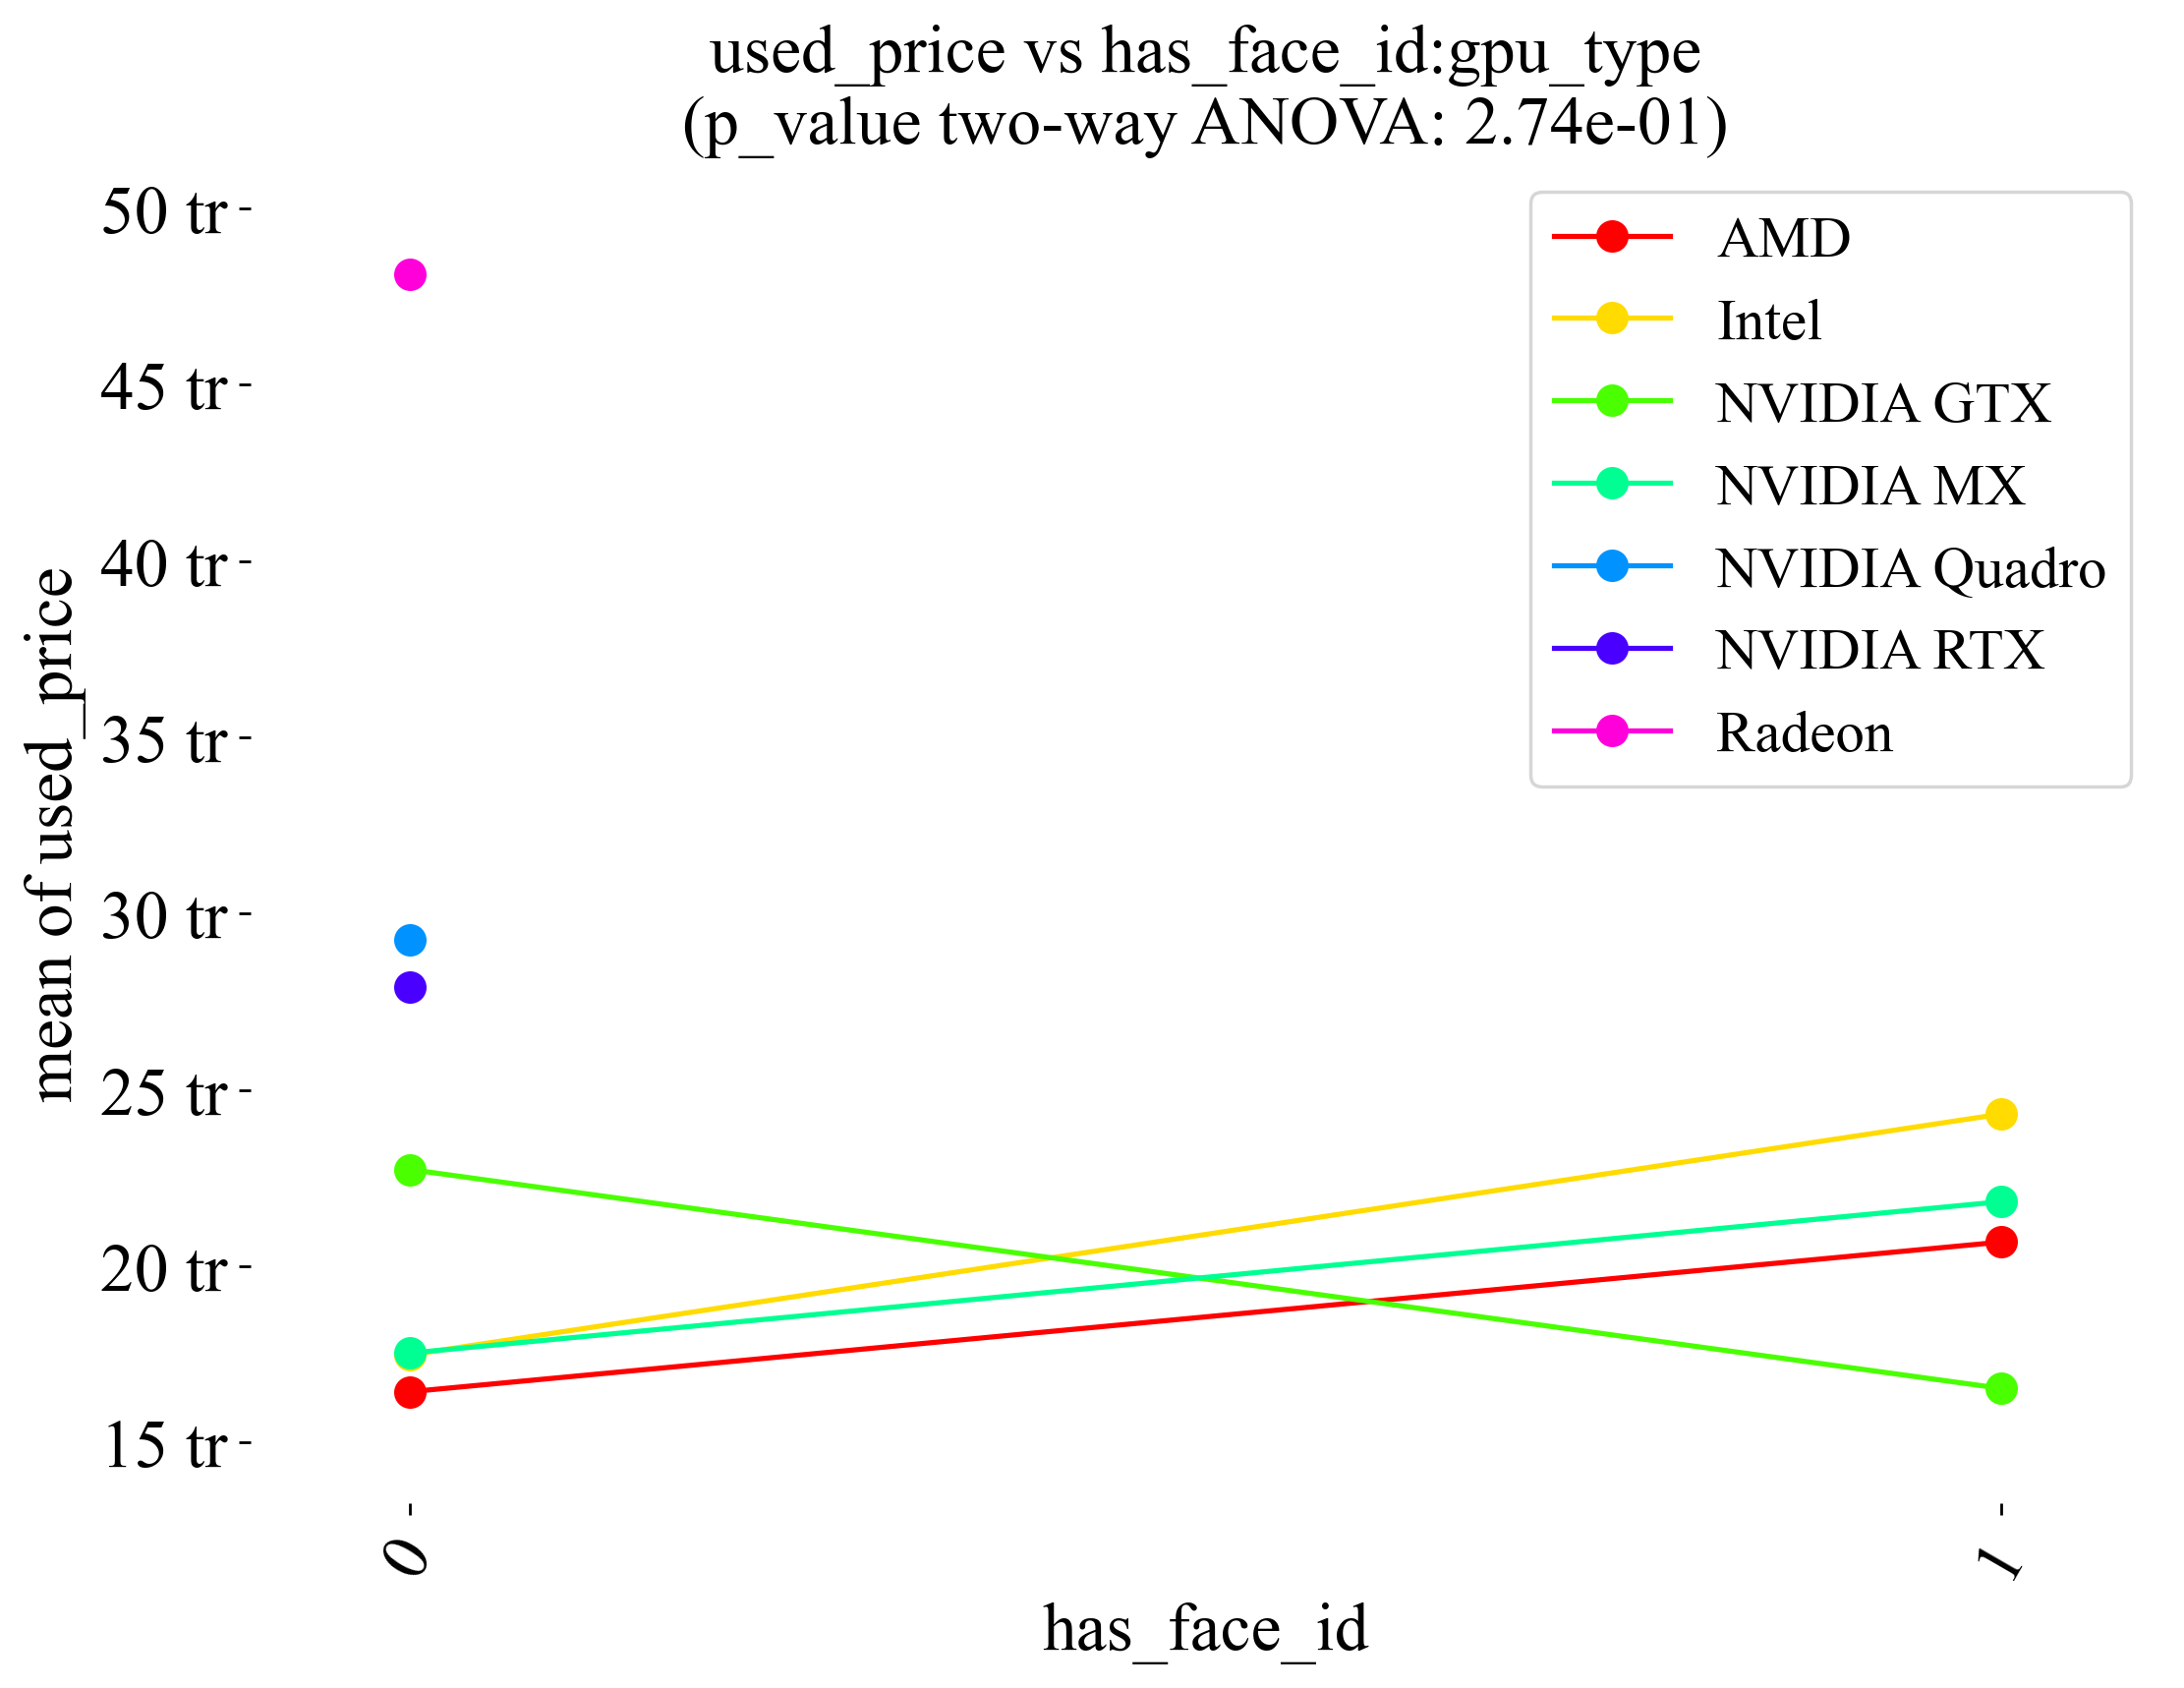 used_price vs has_face_id:gpu_type
(p_value two-way ANOVA: 2.74e-01)
50 tr
45 tr
40 tr
35 tr
30 tr
25 tr
20 tr
15 tr
mean of used_price
AMD
Intel
NVIDIA GTX
NVIDIA MX
NVIDIA Quadro
NVIDIA RTX
Radeon
0
1
has_face_id